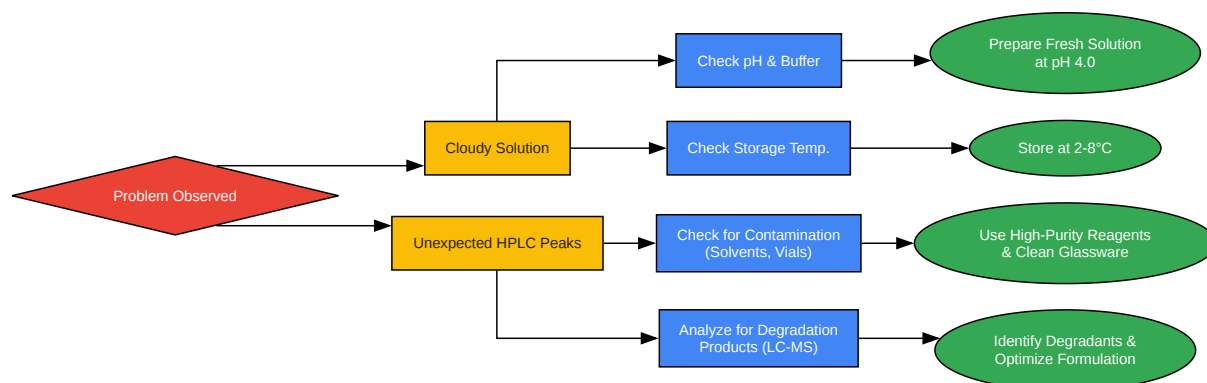 Problem Observed
Cloudy Solution
Unexpected HPLC Peaks
Check pH & Buffer
Check Storage Temp.
Check for Contamination
(Solvents, Vials)
Analyze for Degradation
Products (LC-MS)
Prepare Fresh Solution
at pH 4.0
Store at 2-8°C
Use High-Purity Reagents
& Clean Glassware
Identify Degradants &
Optimize Formulation